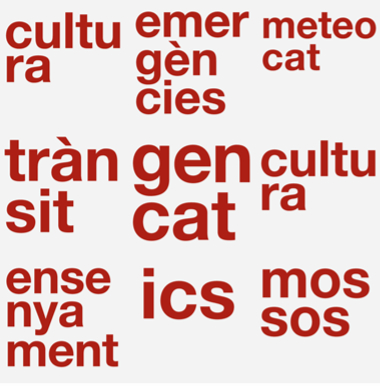 cultu
ra
emer
gèn
cies
meteo
cat
tràn
sit
gen
cat
cultu
ra
ense
nya
ment
ics
mos
sos